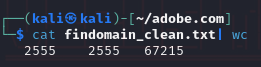 ┌──(kali㉿kali)-[~/adobe.com]
└─$ cat findomain_clean.txt| wc
2555 2555 67215